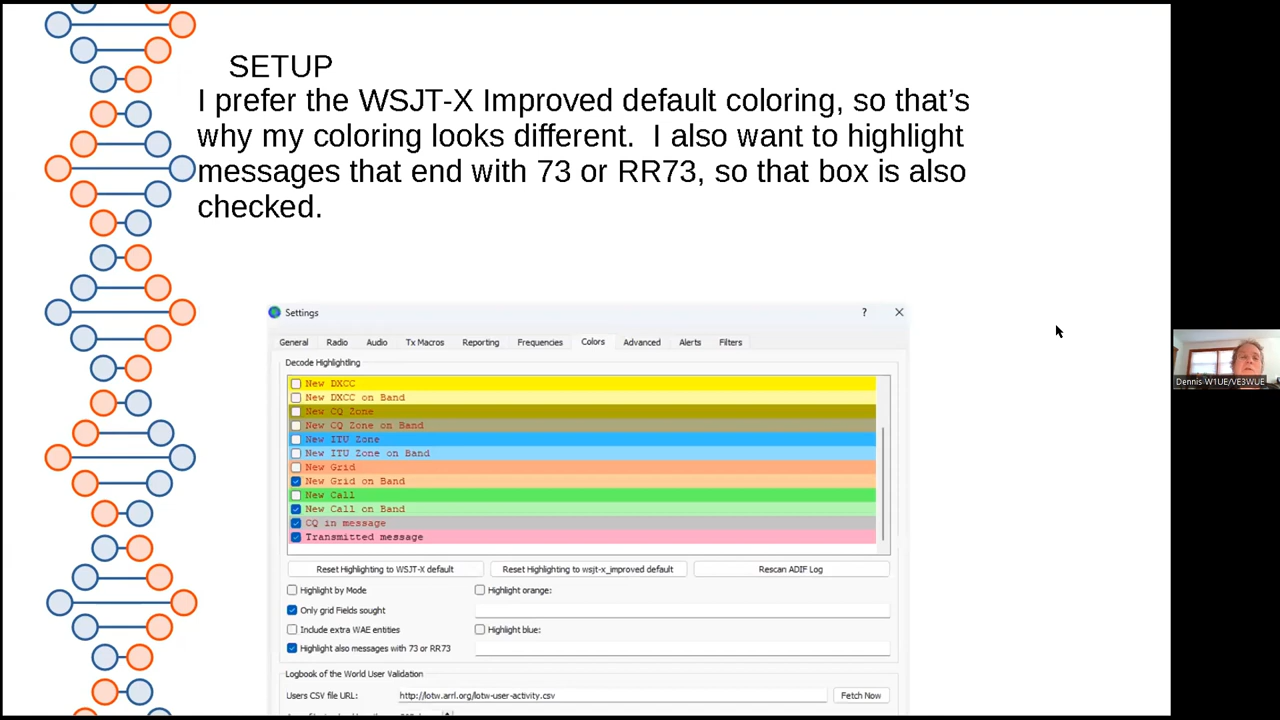 SETUP
I prefer the WSJT-X Improved default coloring, so that’s
why my coloring looks different.  I also want to highlight
messages that end with 73 or RR73, so that box is also
checked.
Settings
?
General Radio Audio Tx Macros Reporting Frequencies Colors Advanced Alerts Filters
Decode Highlighting
New DXCC
New DXCC on Band
New CQ Zone
New CQ Zone on Band
New ITU Zone
New ITU Zone on Band
New Grid
New Grid on Band
New Call
New Call on Band
CQ in message
Transmitted message
Reset Highlighting to WSJT-X default Reset Highlighting to wsjt-x_improved default Rescan ADIF Log
Highlight by Mode Highlight orange:
Only grid Fields sought
Include extra WAE entities Highlight blue:
Highlight also messages with 73 or RR73
Logbook of the World User Validation
Users CSV file URL: http://lotw.arrl.org/lotw-user-activity.csv Fetch Now
Dennis W1UE/VE3WUE